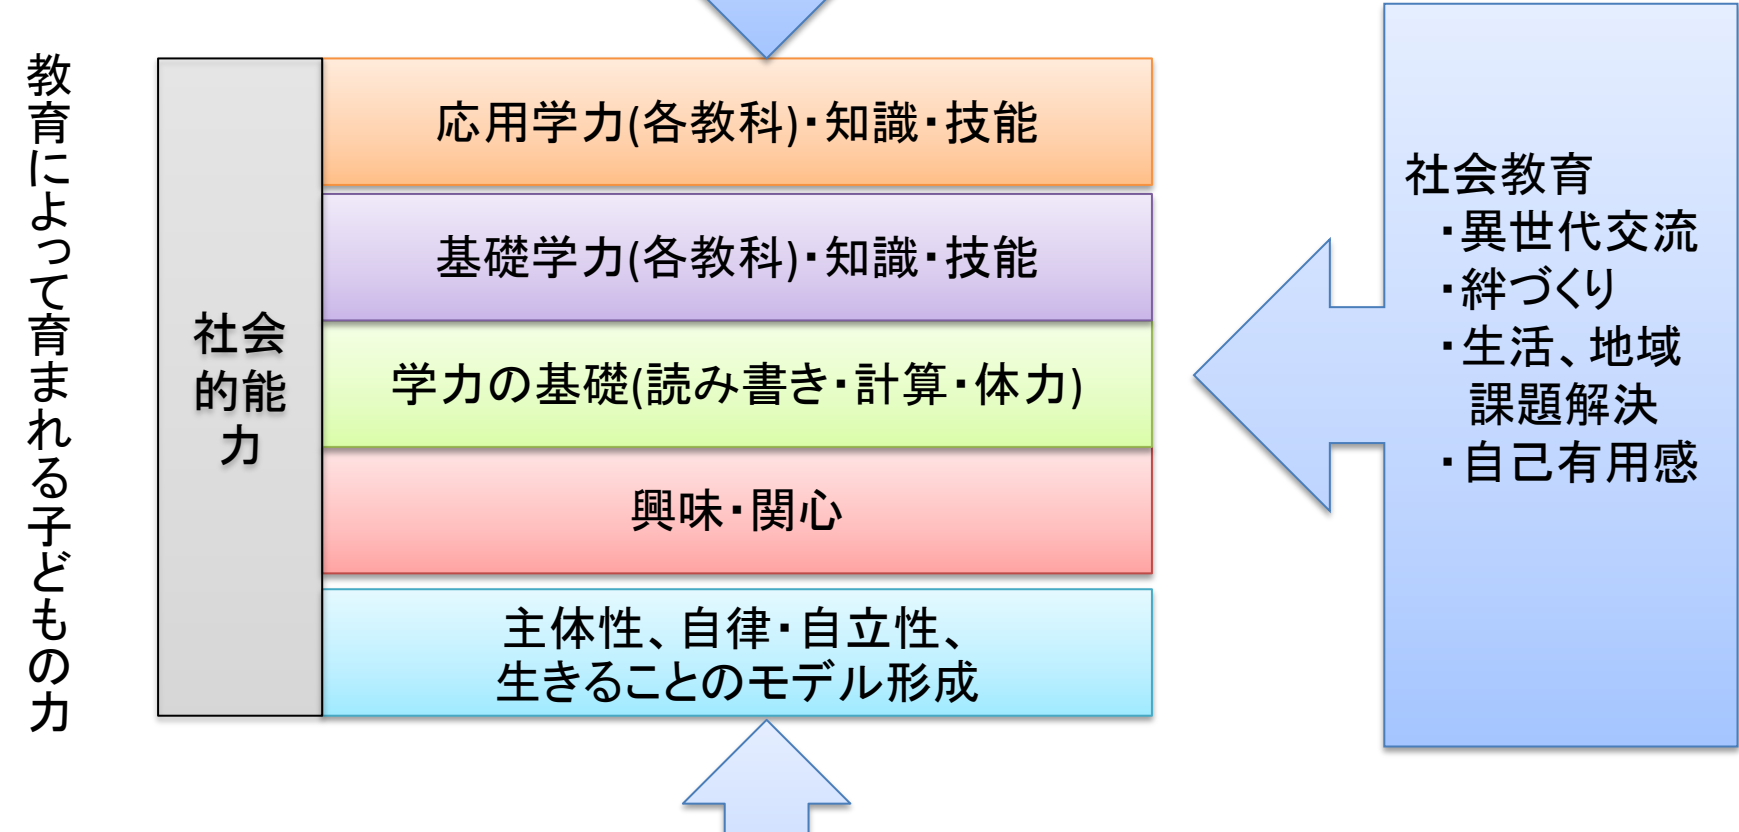 教育によって育まれる子どもの力
社会
的能
力
応用学力(各教科)・知識・技能
基礎学力(各教科)・知識・技能
学力の基礎(読み書き・計算・体力)
興味・関心
主体性、自律・自立性、
生きることのモデル形成
社会教育
・異世代交流
・絆づくり
・生活、地域
課題解決
・自己有用感